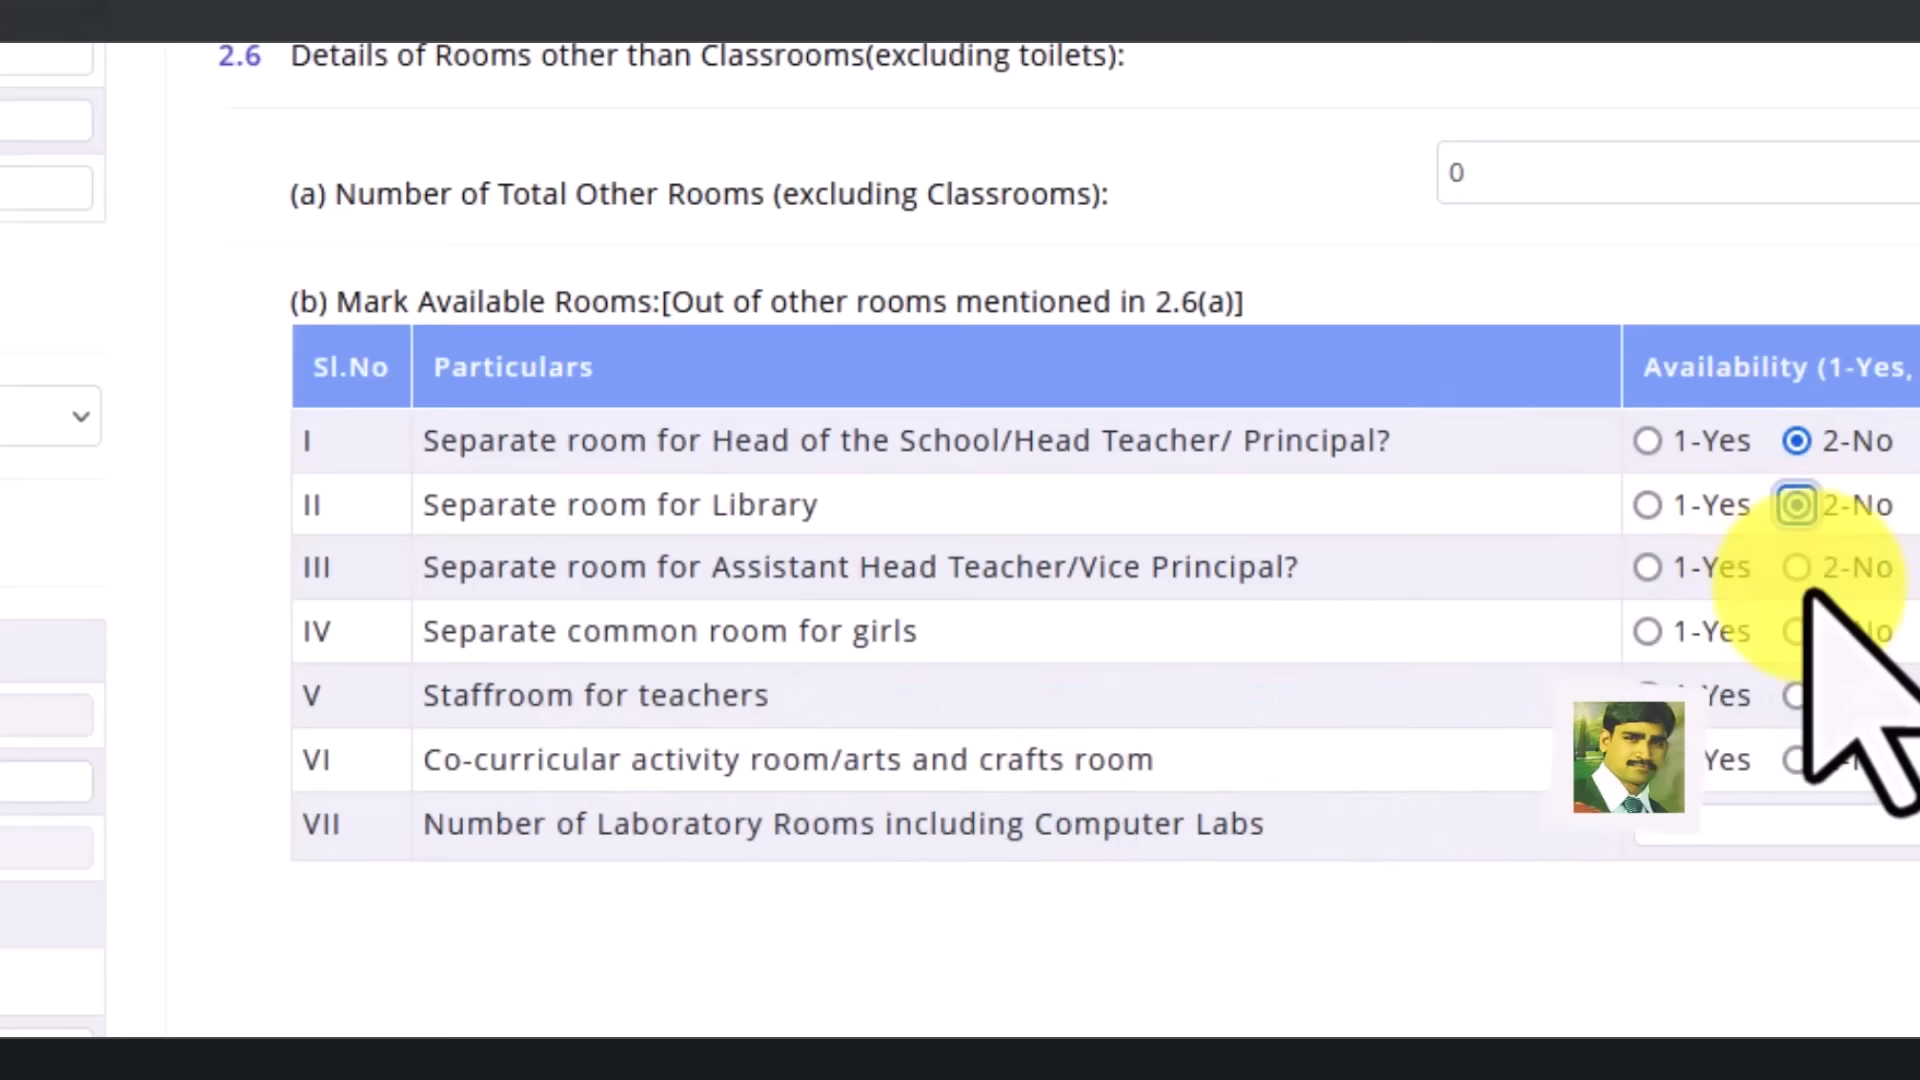 2.6 Details of Rooms other than Classrooms(excluding toilets):
(a) Number of Total Other Rooms (excluding Classrooms):
0
(b) Mark Available Rooms:[Out of other rooms mentioned in 2.6(a)]
Sl.No Particulars Availability (1-Yes,
I Separate room for Head of the School/Head Teacher/ Principal? 1-Yes 2-No
II Separate room for Library 1-Yes 2-No
III Separate room for Assistant Head Teacher/Vice Principal? 1-Yes 2-No
IV Separate common room for girls 1-Yes No
V Staffroom for teachers Yes
VI Co-curricular activity room/arts and crafts room Yes
VII Number of Laboratory Rooms including Computer Labs